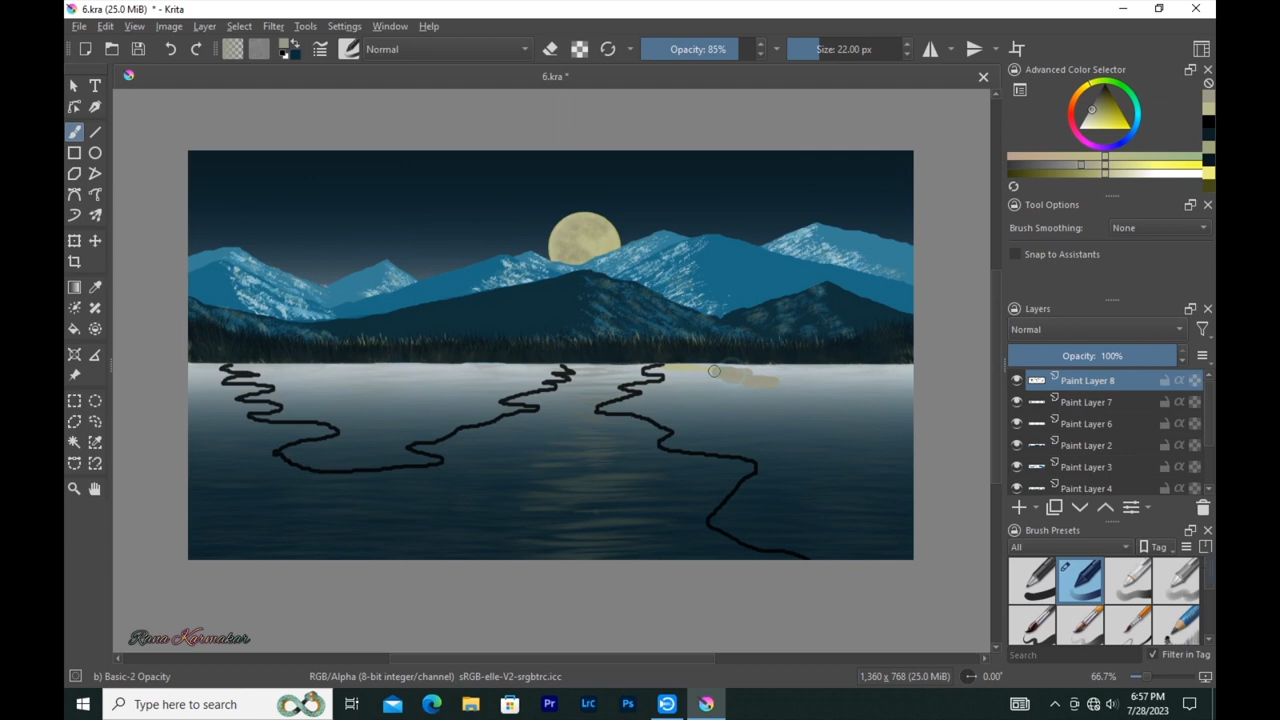 6.kra (25.0 MiB) * - Krita
File Edit View Image Layer Select Filter Tools Settings Window Help
Normal
Opacity: 85%
Size: 22.00 px
6.kra *
Advanced Color Selector
Tool Options
Brush Smoothing: None
Snap to Assistants
Layers
Normal
Opacity: 100%
Paint Layer 8
Paint Layer 7
Paint Layer 6
Paint Layer 2
Paint Layer 3
Paint Layer 4
Brush Presets
All
Tag
Search
Filter in Tag
Rana Karmakar
b) Basic-2 Opacity
RGB/Alpha (8-bit integer/channel) sRGB-elle-V2-srgbtrc.icc
1,360 x 768 (25.0 MiB)
0.00°
66.7%
Type here to search
Pr
Lrc
Ps
6:57 PM
7/28/2023